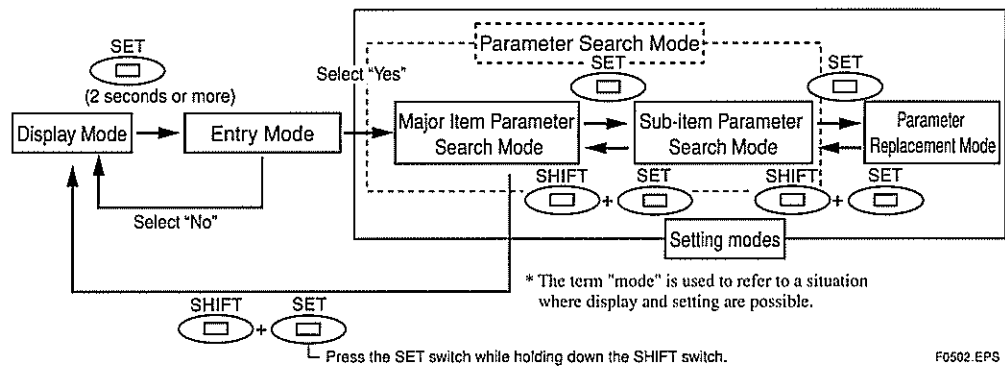 SET
(2 seconds or more)
Display Mode
Entry Mode
Select "No"
Select "Yes"
Parameter Search Mode
SET
SET
Major Item Parameter
Search Mode
Sub-item Parameter
Search Mode
Parameter
Replacement Mode
SHIFT
+
SET
SHIFT
+
SET
Setting modes
* The term "mode" is used to refer to a situation
where display and setting are possible.
SHIFT
+
SET
Press the SET switch while holding down the SHIFT switch.
F0502.EPS